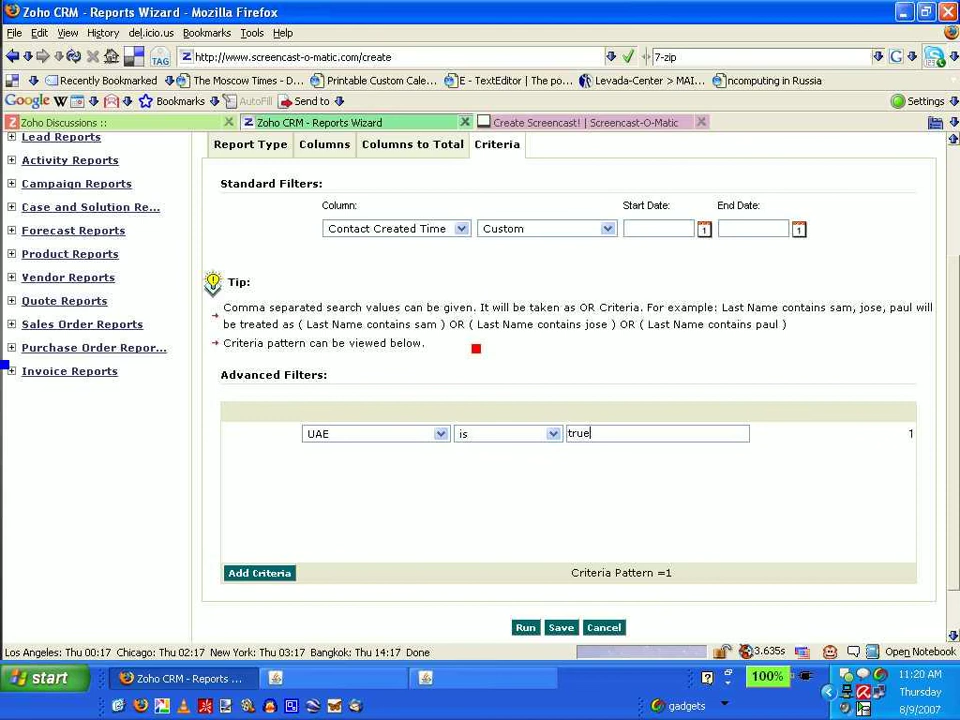 Zoho CRM - Reports Wizard - Mozilla Firefox
File Edit View History del.icio.us Bookmarks Tools Help
TAG http://www.screencast-o-matic.com/create 7-zip
Recently Bookmarked The Moscow Times - D... Printable Custom Cale... E - TextEditor | The po... Levada-Center > MAI... ncomputing in Russia
Google Bookmarks AutoFill Send to Settings
Zoho Discussions :: Zoho CRM - Reports Wizard Create Screencast! | Screencast-O-Matic
Lead Reports
Activity Reports
Campaign Reports
Case and Solution Re...
Forecast Reports
Product Reports
Vendor Reports
Quote Reports
Sales Order Reports
Purchase Order Repor...
Invoice Reports
Report Type Columns Columns to Total Criteria
Standard Filters:
Column: Start Date: End Date:
Contact Created Time Custom 1 1
Tip:
Comma separated search values can be given. It will be taken as OR Criteria. For example: Last Name contains sam, jose, paul will
be treated as ( Last Name contains sam ) OR ( Last Name contains jose ) OR ( Last Name contains paul )
Criteria pattern can be viewed below.
Advanced Filters:
UAE is true 1
Add Criteria Criteria Pattern =1
Run Save Cancel
Los Angeles: Thu 00:17 Chicago: Thu 02:17 New York: Thu 03:17 Bangkok: Thu 14:17 Done 3.635s Open Notebook
start Zoho CRM - Reports ... 100% 11:20 AM
Thursday
gadgets 8/9/2007